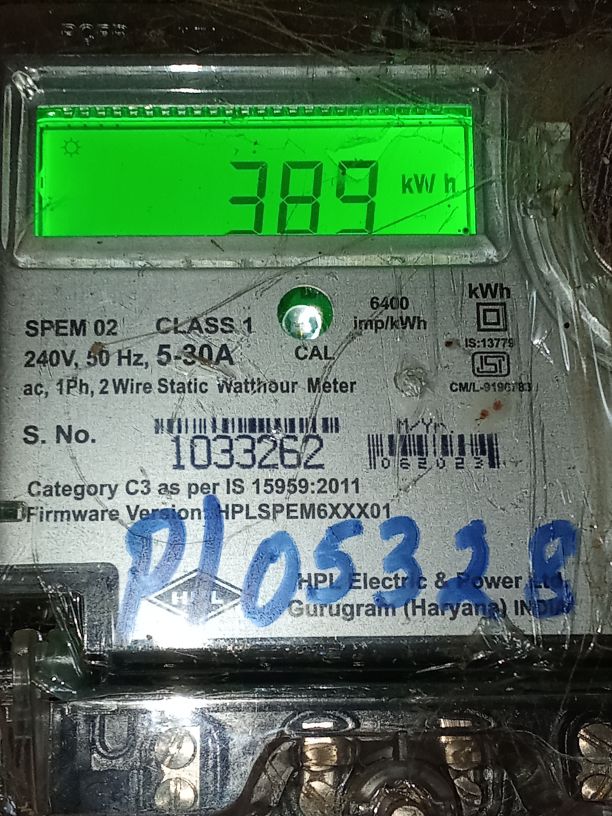 389 kW h
SPEM 02 CLASS 1
6400
imp/kWh
kWh
240V, 50 Hz, 5-30A
CAL
IS:13779
ac, 1Ph, 2 Wire Static Watthour Meter
CM/L-9196783
S. No.
1033262
M/Yr.
062023
Category C3 as per IS 15959:2011
Firmware Version: HPLSPEM6XXX01
PL05328
HPL
HPL Electric & Power Ltd.
Gurugram (Haryana) INDIA